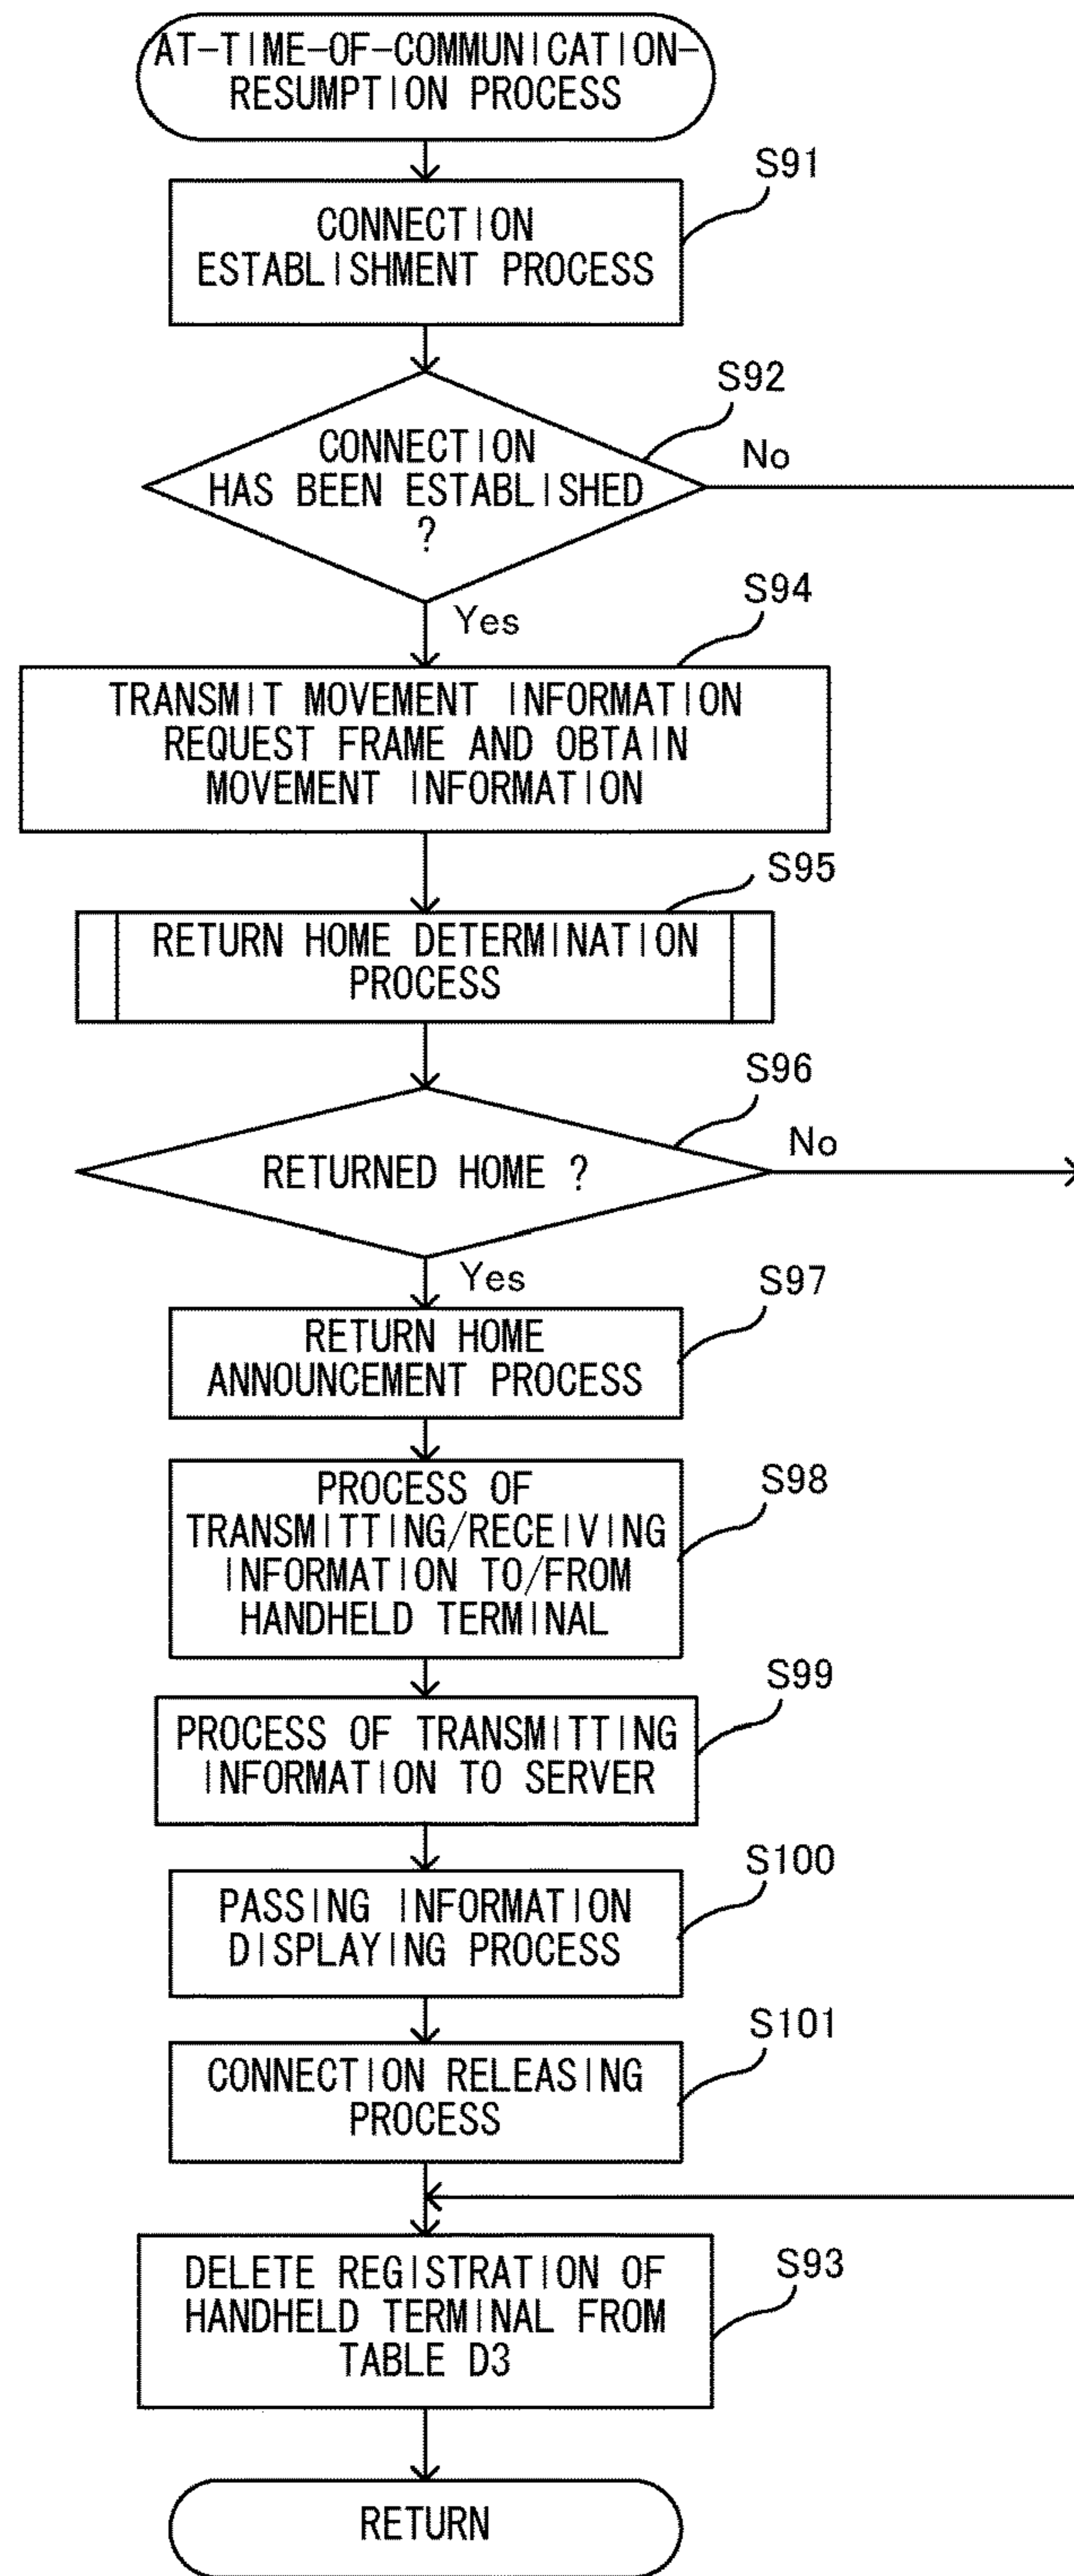 AT-TIME-OF-COMMUNICATION-
RESUMPTION PROCESS
S91
CONNECTION
ESTABLISHMENT PROCESS
S92
CONNECTION
HAS BEEN ESTABLISHED
?
No
Yes
S94
TRANSMIT MOVEMENT INFORMATION
REQUEST FRAME AND OBTAIN
MOVEMENT INFORMATION
S95
RETURN HOME DETERMINATION
PROCESS
S96
RETURNED HOME ?
No
Yes
S97
RETURN HOME
ANNOUNCEMENT PROCESS
S98
PROCESS OF
TRANSMITTING/RECEIVING
INFORMATION TO/FROM
HANDHELD TERMINAL
S99
PROCESS OF TRANSMITTING
INFORMATION TO SERVER
S100
PASSING INFORMATION
DISPLAYING PROCESS
S101
CONNECTION RELEASING
PROCESS
S93
DELETE REGISTRATION OF
HANDHELD TERMINAL FROM
TABLE D3
RETURN